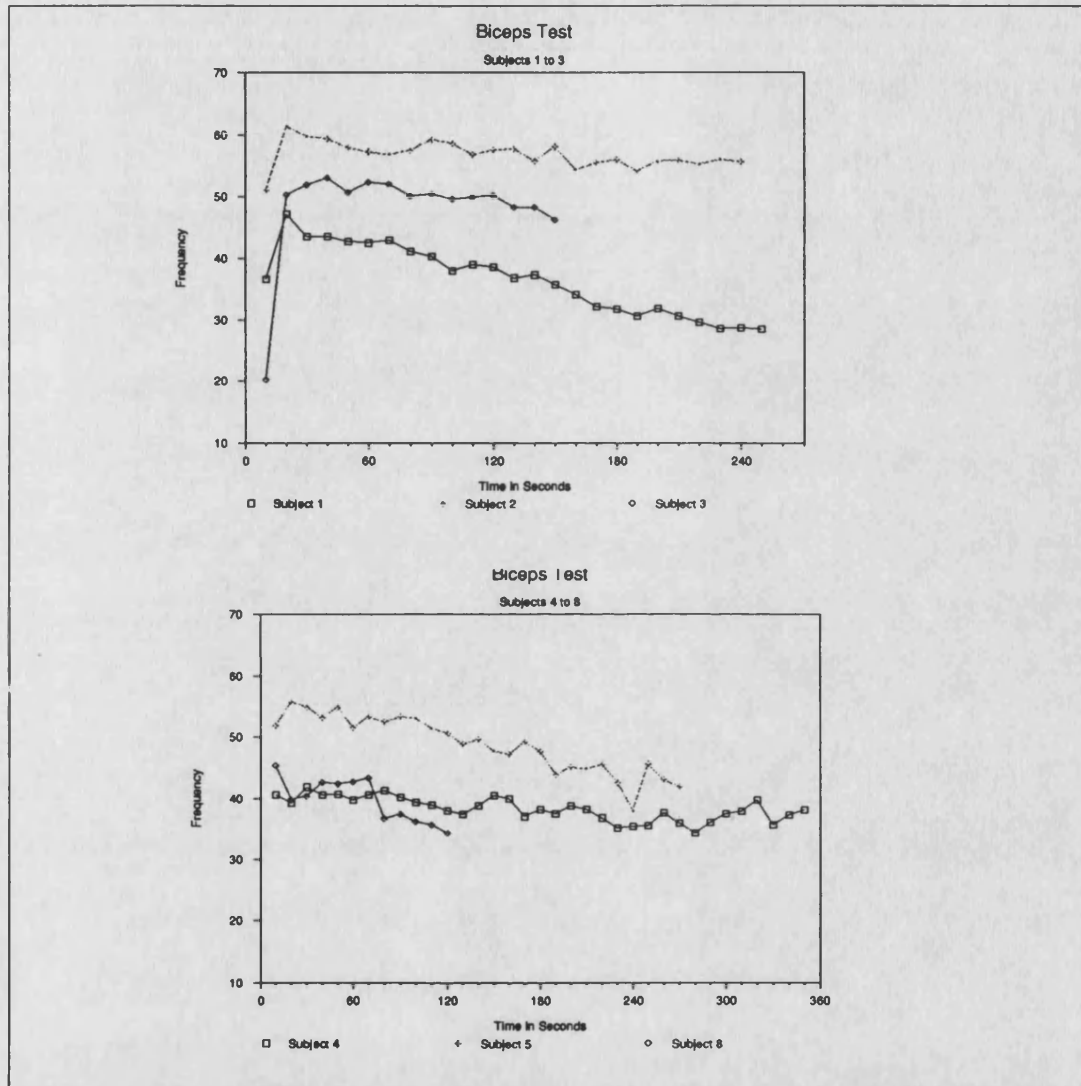 Biceps Test
Subjects 1 to 3
70
60
50
40
30
20
10
Frequency
0 60 120 180 240
Time in Seconds
Subject 1 Subject 2 Subject 3
Biceps Test
Subjects 4 to 8
70
60
50
40
30
20
10
Frequency
0 60 120 180 240 300 360
Time in Seconds
Subject 4 Subject 5 Subject 8